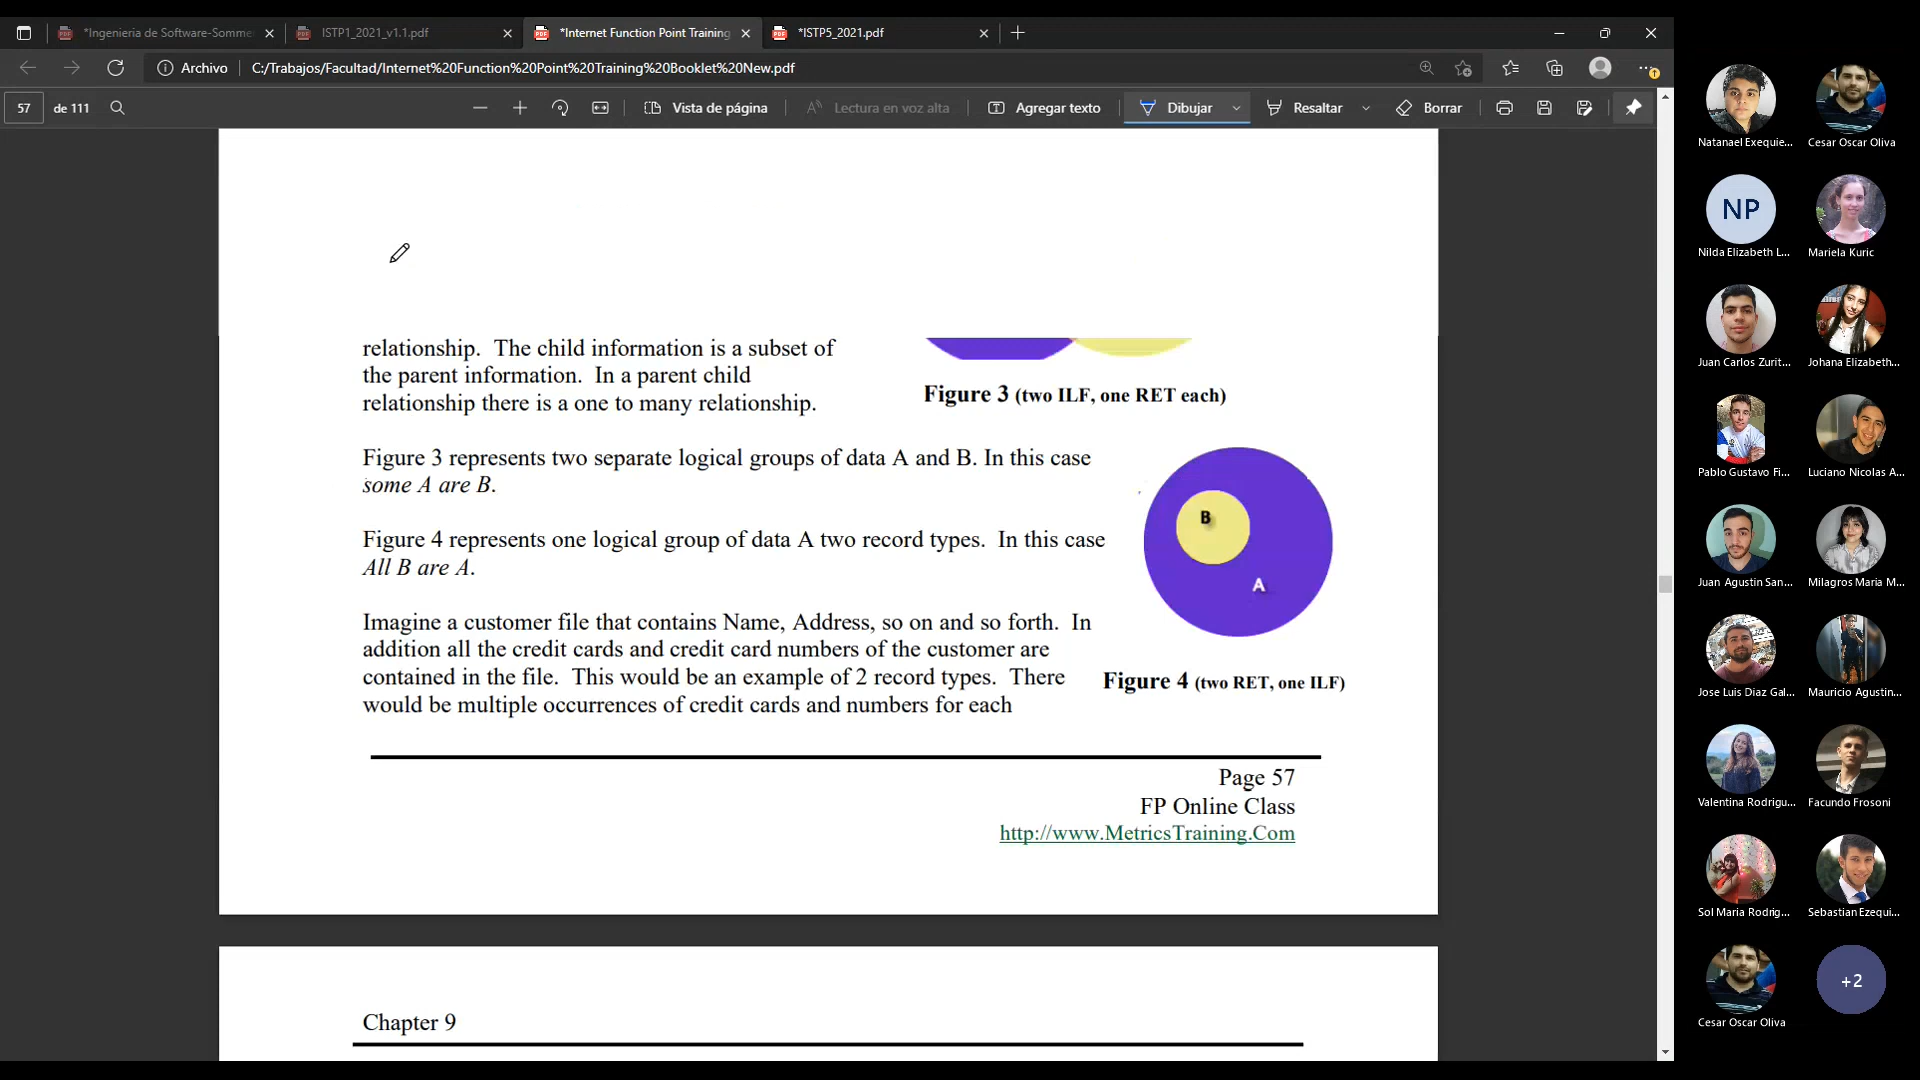 *Ingenieria de Software-Somme
ISTP1_2021_v1.1.pdf
*Internet Function Point Training
*ISTP5_2021.pdf
Archivo
C:/Trabajos/Facultad/Internet%20Function%20Point%20Training%20Booklet%20New.pdf
57
de 111
Vista de página
Lectura en voz alta
Agregar texto
Dibujar
Resaltar
Borrar
relationship. The child information is a subset of
the parent information. In a parent child
relationship there is a one to many relationship.
Figure 3 (two ILF, one RET each)
Figure 3 represents two separate logical groups of data A and B. In this case
some A are B.
Figure 4 represents one logical group of data A two record types. In this case
All B are A.
B
A
Imagine a customer file that contains Name, Address, so on and so forth. In
addition all the credit cards and credit card numbers of the customer are
contained in the file. This would be an example of 2 record types. There
would be multiple occurrences of credit cards and numbers for each
Figure 4 (two RET, one ILF)
Page 57
FP Online Class
http://www.MetricsTraining.Com
Chapter 9
Natanael Exequie...
Cesar Oscar Oliva
NP
Nilda Elizabeth L...
Mariela Kuric
Juan Carlos Zurit...
Johana Elizabeth...
Pablo Gustavo Fi...
Luciano Nicolas A...
Juan Agustin San...
Milagros Maria M...
Jose Luis Diaz Gal...
Mauricio Agustin...
Valentina Rodrigu...
Facundo Frosoni
Sol Maria Rodrig...
Sebastian Ezequi...
Cesar Oscar Oliva
+2